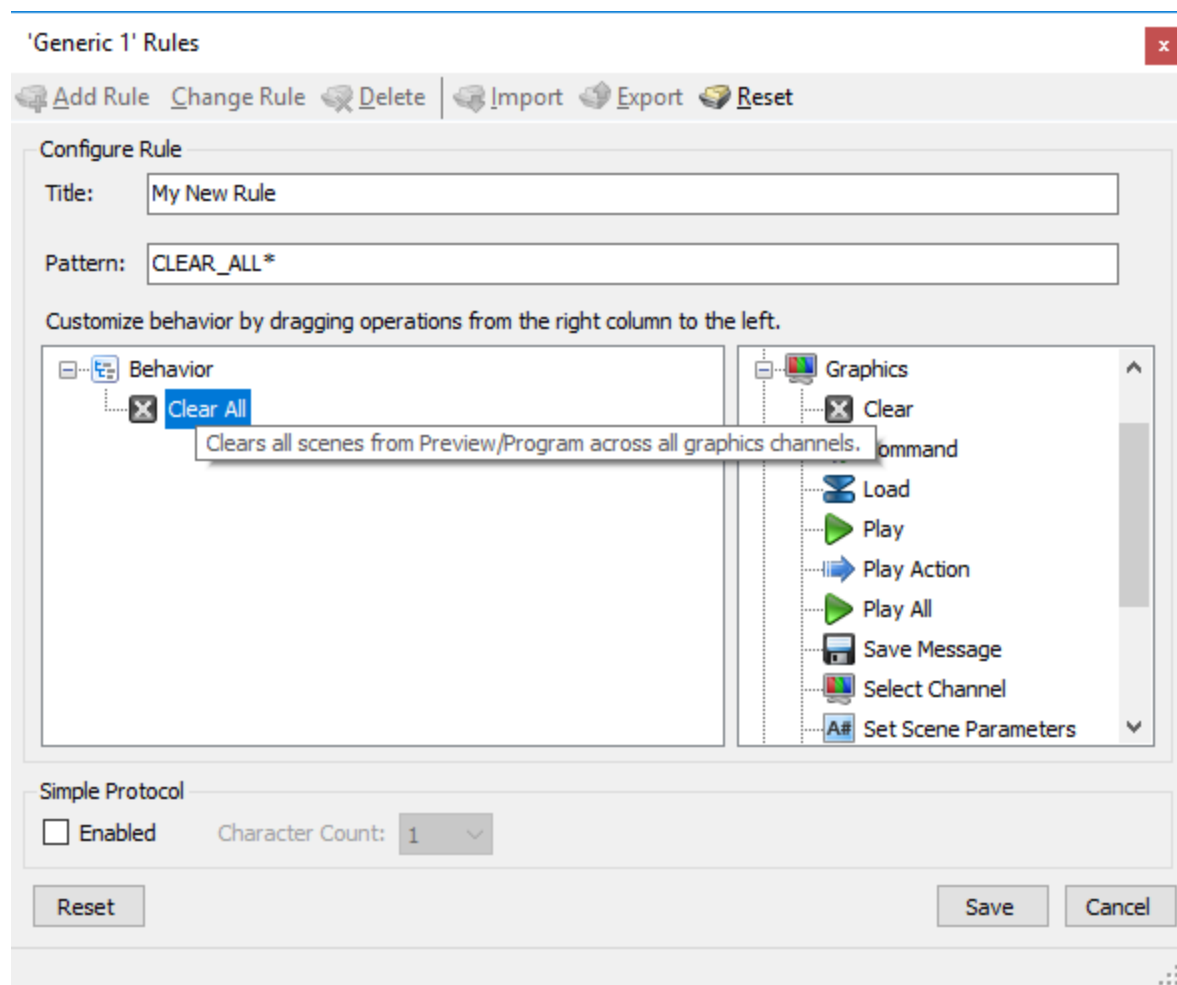 'Generic 1' Rules
x
Add Rule Change Rule Delete Import Export Reset
Configure Rule
Title: My New Rule
Pattern: CLEAR_ALL*
Customize behavior by dragging operations from the right column to the left.
Behavior
Clear All
Clears all scenes from Preview/Program across all graphics channels.
Graphics
Clear
ommand
Load
Play
Play Action
Play All
Save Message
Select Channel
A# Set Scene Parameters
Simple Protocol
Enabled Character Count: 1
Reset Save Cancel